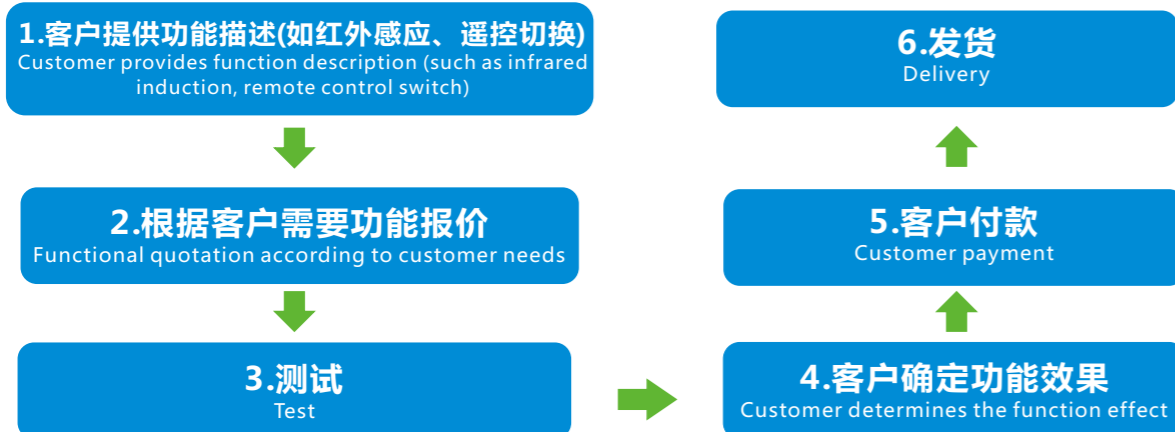 1.客户提供功能描述(如红外感应、遥控切换)
Customer provides function description (such as infrared
induction, remote control switch)
2.根据客户需要功能报价
Functional quotation according to customer needs
3.测试
Test
4.客户确定功能效果
Customer determines the function effect
5.客户付款
Customer payment
6.发货
Delivery